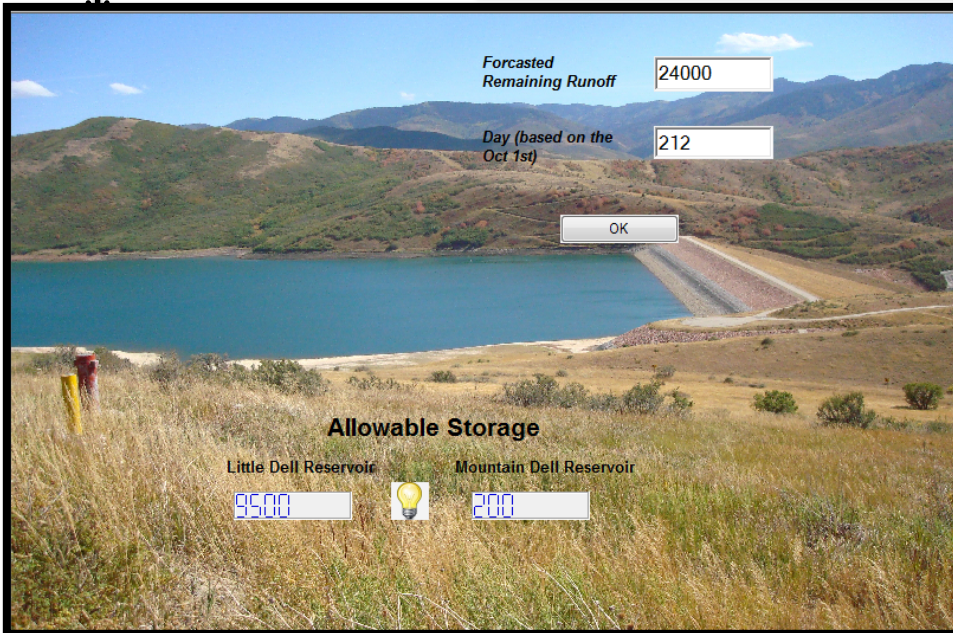 Forcasted
Remaining Runoff
24000
Day (based on the
Oct 1st)
212
OK
Allowable Storage
Little Dell Reservoir
Mountain Dell Reservoir
9500
200